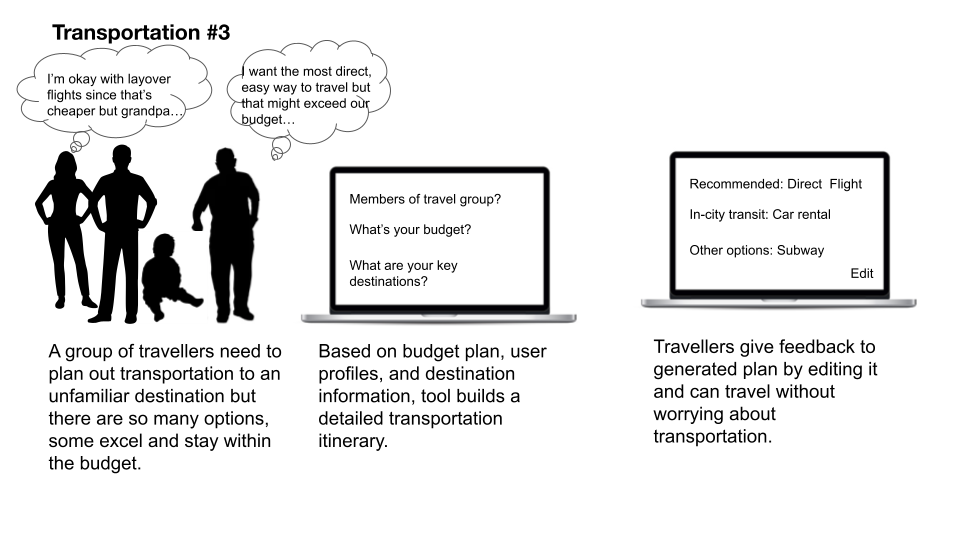 Transportation #3
I'm okay with layover
flights since that's
cheaper but grandpa…
I want the most direct,
easy way to travel but
that might exceed our
budget…
Members of travel group?
What's your budget?
What are your key
destinations?
Recommended: Direct  Flight
In-city transit: Car rental
Other options: Subway
Edit
A group of travellers need to
plan out transportation to an
unfamiliar destination but
there are so many options,
some excel and stay within
the budget.
Based on budget plan, user
profiles, and destination
information, tool builds a
detailed transportation
itinerary.
Travellers give feedback to
generated plan by editing it
and can travel without
worrying about
transportation.